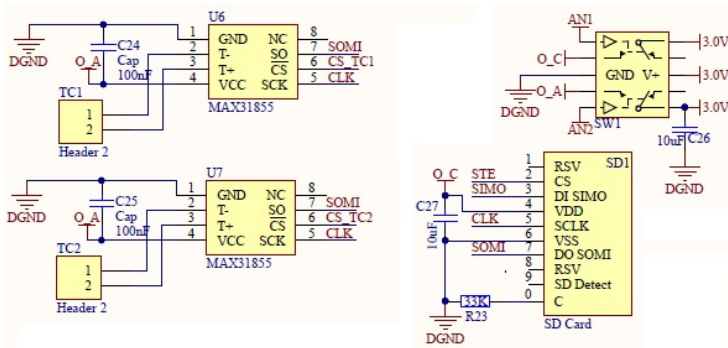 U6
1 GND NC 8
2 T- SO 7 SOMI
3 T+ CS 6 CS_TC1
4 VCC SCK 5 CLK
MAX31855
DGND
C24
Cap
100nF
O_A
TC1
1
2
Header 2
U7
1 GND NC 8
2 T- SO 7 SOMI
3 T+ CS 6 CS_TC2
4 VCC SCK 5 CLK
MAX31855
DGND
C25
Cap
100nF
O_A
TC2
1
2
Header 2
AN1
3.0V
O_C
GND V+ 3.0V
O_A
DGND
3.0V
AN2
SW1
10uF C26
DGND
SD1
O_C
1 RSV
STE 2 CS
SIMO 3 DI SIMO
4 VDD
CLK 5 SCLK
6 VSS
SOMI 7 DO SOMI
8 RSV
9 SD Detect
0 C
C27
10uF
33K
R23
DGND
SD Card